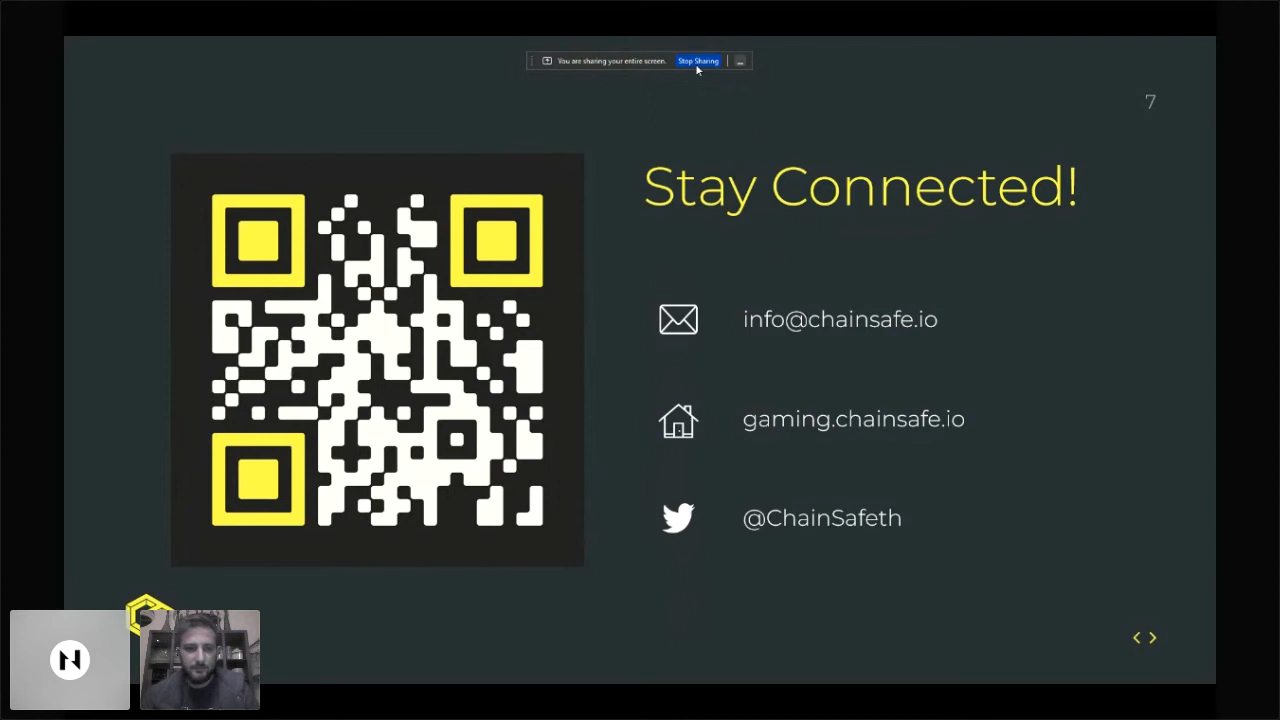 You are sharing your entire screen.
Stop Sharing
7
Stay Connected!
info@chainsafe.io
gaming.chainsafe.io
@ChainSafeth